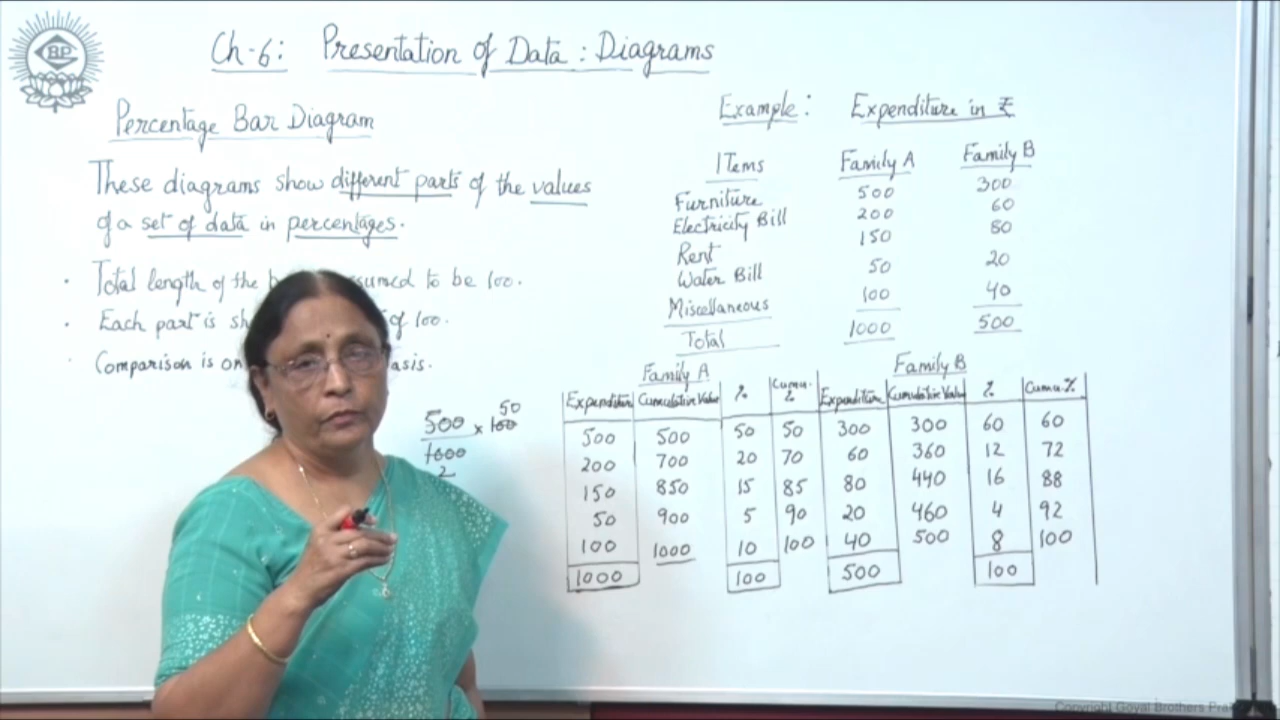 GBP
Ch-6: Presentation of Data : Diagrams
Percentage Bar Diagram
These diagrams show different parts of the values
of a set of data in percentages.
· Total length of the b sumed to be 100.
· Each part is sh of 100.
· Comparison is on asis.
500 × 100 50
1000
2
Example: Expenditure in ₹
ITems Family A Family B
Furniture 500 300
Electricity Bill 200 60
Rent 150 80
Water Bill 50 20
Miscellaneous 100 40
Total 1000 500
Family A Family B
Expenditure Cumulative Value % Cumu. % Expenditure Cumulative Value % Cumu.%
500 500 50 50 300 300 60 60
200 700 20 70 60 360 12 72
150 850 15 85 80 440 16 88
50 900 5 90 20 460 4 92
100 1000 10 100 40 500 8 100
1000 100 500 100
Copyright Goyal Brothers Pra